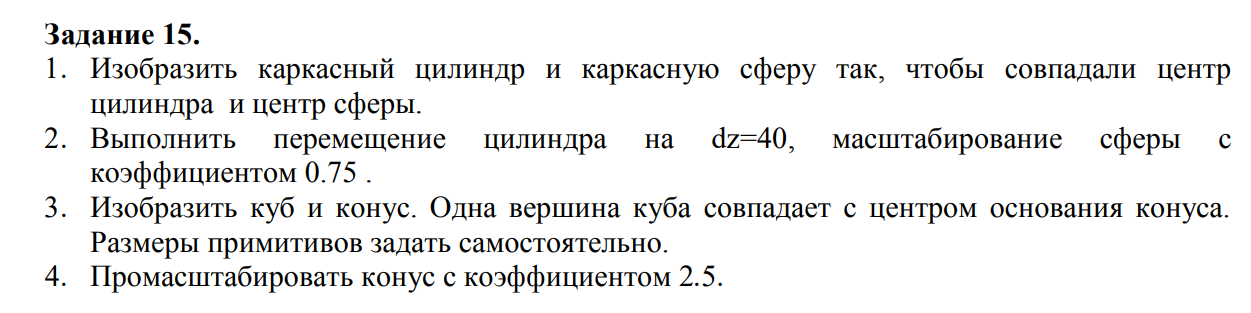 Задание 15.
1. Изобразить каркасный цилиндр и каркасную сферу так, чтобы совпадали центр
цилиндра и центр сферы.
2. Выполнить перемещение цилиндра на dz=40, масштабирование сферы с
коэффициентом 0.75 .
3. Изобразить куб и конус. Одна вершина куба совпадает с центром основания конуса.
Размеры примитивов задать самостоятельно.
4. Промасштабировать конус с коэффициентом 2.5.